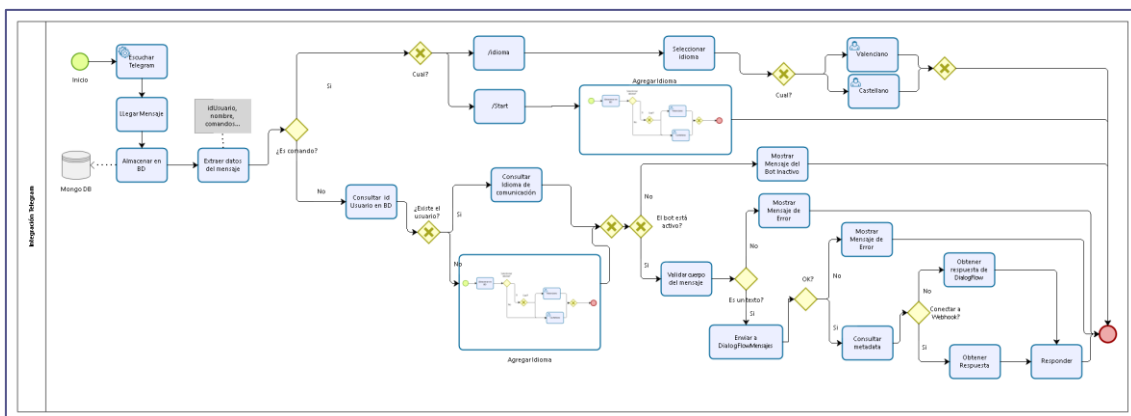 Integración Telegram
Inicio
Escuchar
Telegram
LLegar Mensaje
Almacenar en
BD
Mongo DB
IdUsuario,
nombre,
comandos...
Extraer datos
del mensaje
¿Es comando?
Si
No
Cual?
/Idioma
/Start
Seleccionar
Idioma
Agregar Idioma
Cual?
Valenciano
Castellano
Consultar Id
Usuario en BD
¿Existe el
usuario?
Si
No
Consultar
Idioma de
comunicación
Agregar Idioma
El bot está
activo?
No
Si
Mostrar
Mensaje del
Bot Inactivo
Validar cuerpo
del mensaje
Es un texto?
No
Si
Mostrar
Mensaje de
Error
Enviar a
DialogFlowMensajes
OK?
No
Si
Mostrar
Mensaje de
Error
Consultar
metadata
Conectar a
Webhook?
No
Si
Obtener
respuesta de
Dialogflow
Obtener
Respuesta
Responder